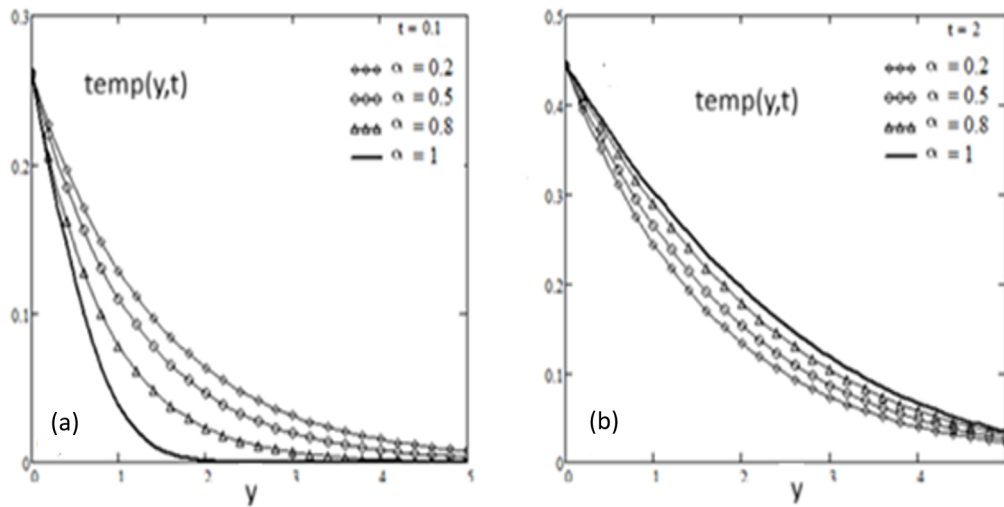 0.3
t = 0.1
α = 0.2
temp(y,t)
α = 0.5
α = 0.8
α = 1
0.2
0.1
(a)
0
0 1 2 3 4 5
y
0.5
t = 2
α = 0.2
temp(y,t)
α = 0.5
α = 0.8
α = 1
0.4
0.3
0.2
0.1
(b)
0
0 1 2 3 4
y